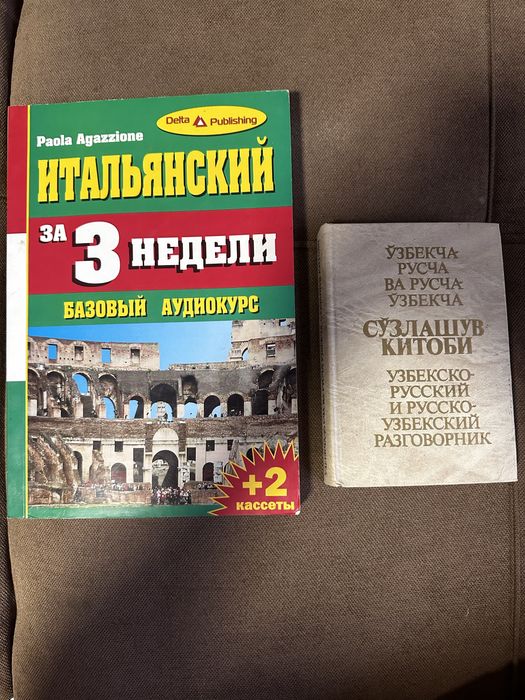 Delta Publishing
Paola Agazzione
ИТАЛЬЯНСКИЙ
ЗА 3 НЕДЕЛИ
БАЗОВЫЙ АУДИОКУРС
+2
кассеты
ЎЗБЕКЧА-
РУСЧА
ВА РУСЧА-
ЎЗБЕКЧА
СЎЗЛАШУВ
КИТОБИ
УЗБЕКСКО-
РУССКИЙ
И РУССКО-
УЗБЕКСКИЙ
РАЗГОВОРНИК